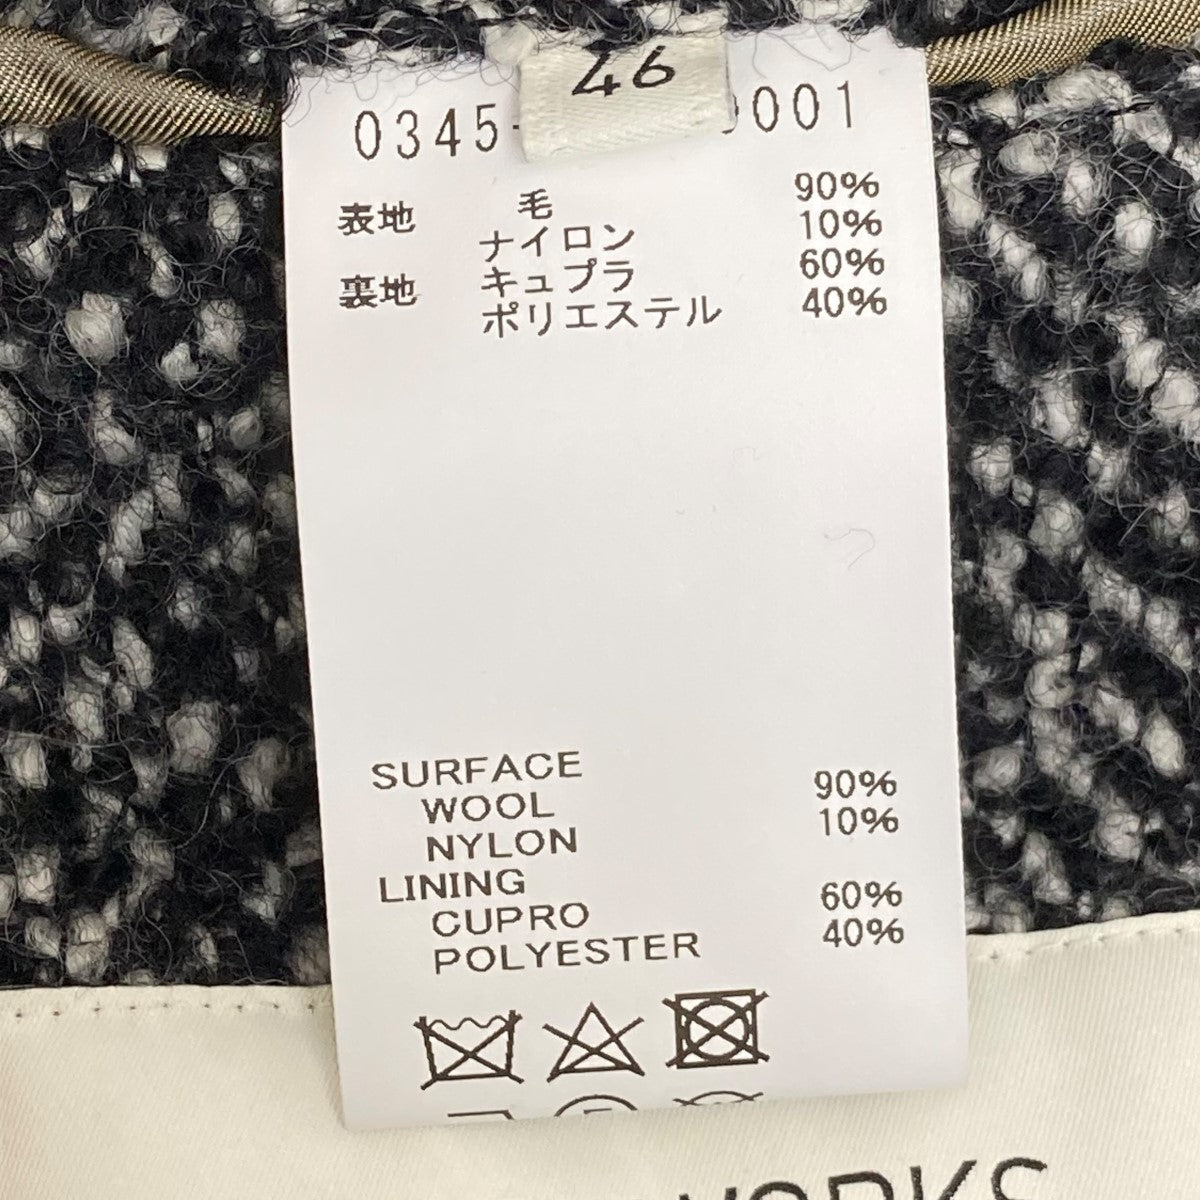 46
0345- 001
表地 毛 90%
ナイロン 10%
裏地 キュプラ 60%
ポリエステル 40%
SURFACE
WOOL 90%
NYLON 10%
LINING
CUPRO 60%
POLYESTER 40%